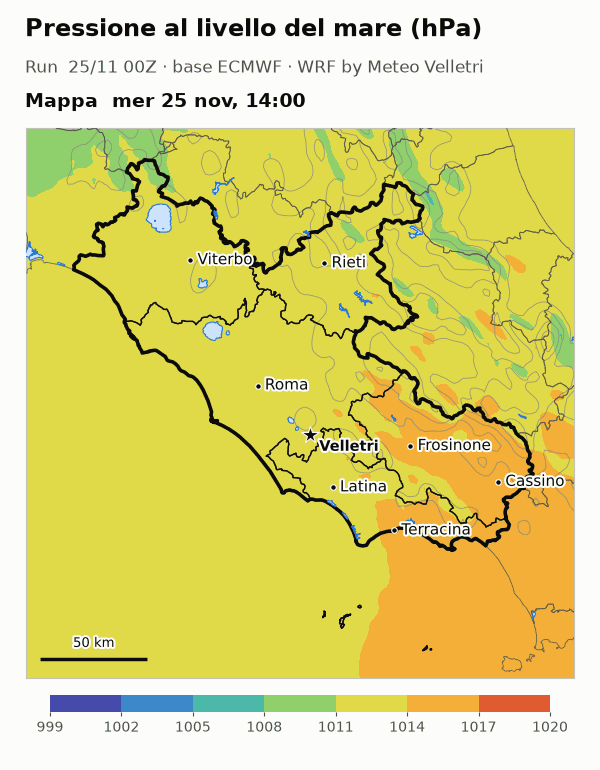 Pressione al livello del mare (hPa)
Run  25/11 00Z · base ECMWF · WRF by Meteo Velletri
Mappa  mer 25 nov, 14:00
Viterbo
Rieti
Roma
Velletri
Frosinone
Cassino
Latina
Terracina
50 km
999 1002 1005 1008 1011 1014 1017 1020